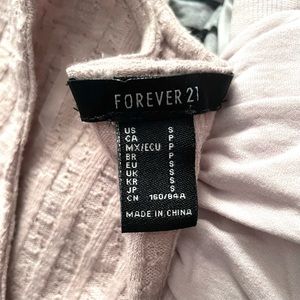 FOREVER 21
US S
CA P
MX/ECU P
BR P
EU S
UK S
KR S
JP S
CN 160/84A
MADE IN CHINA